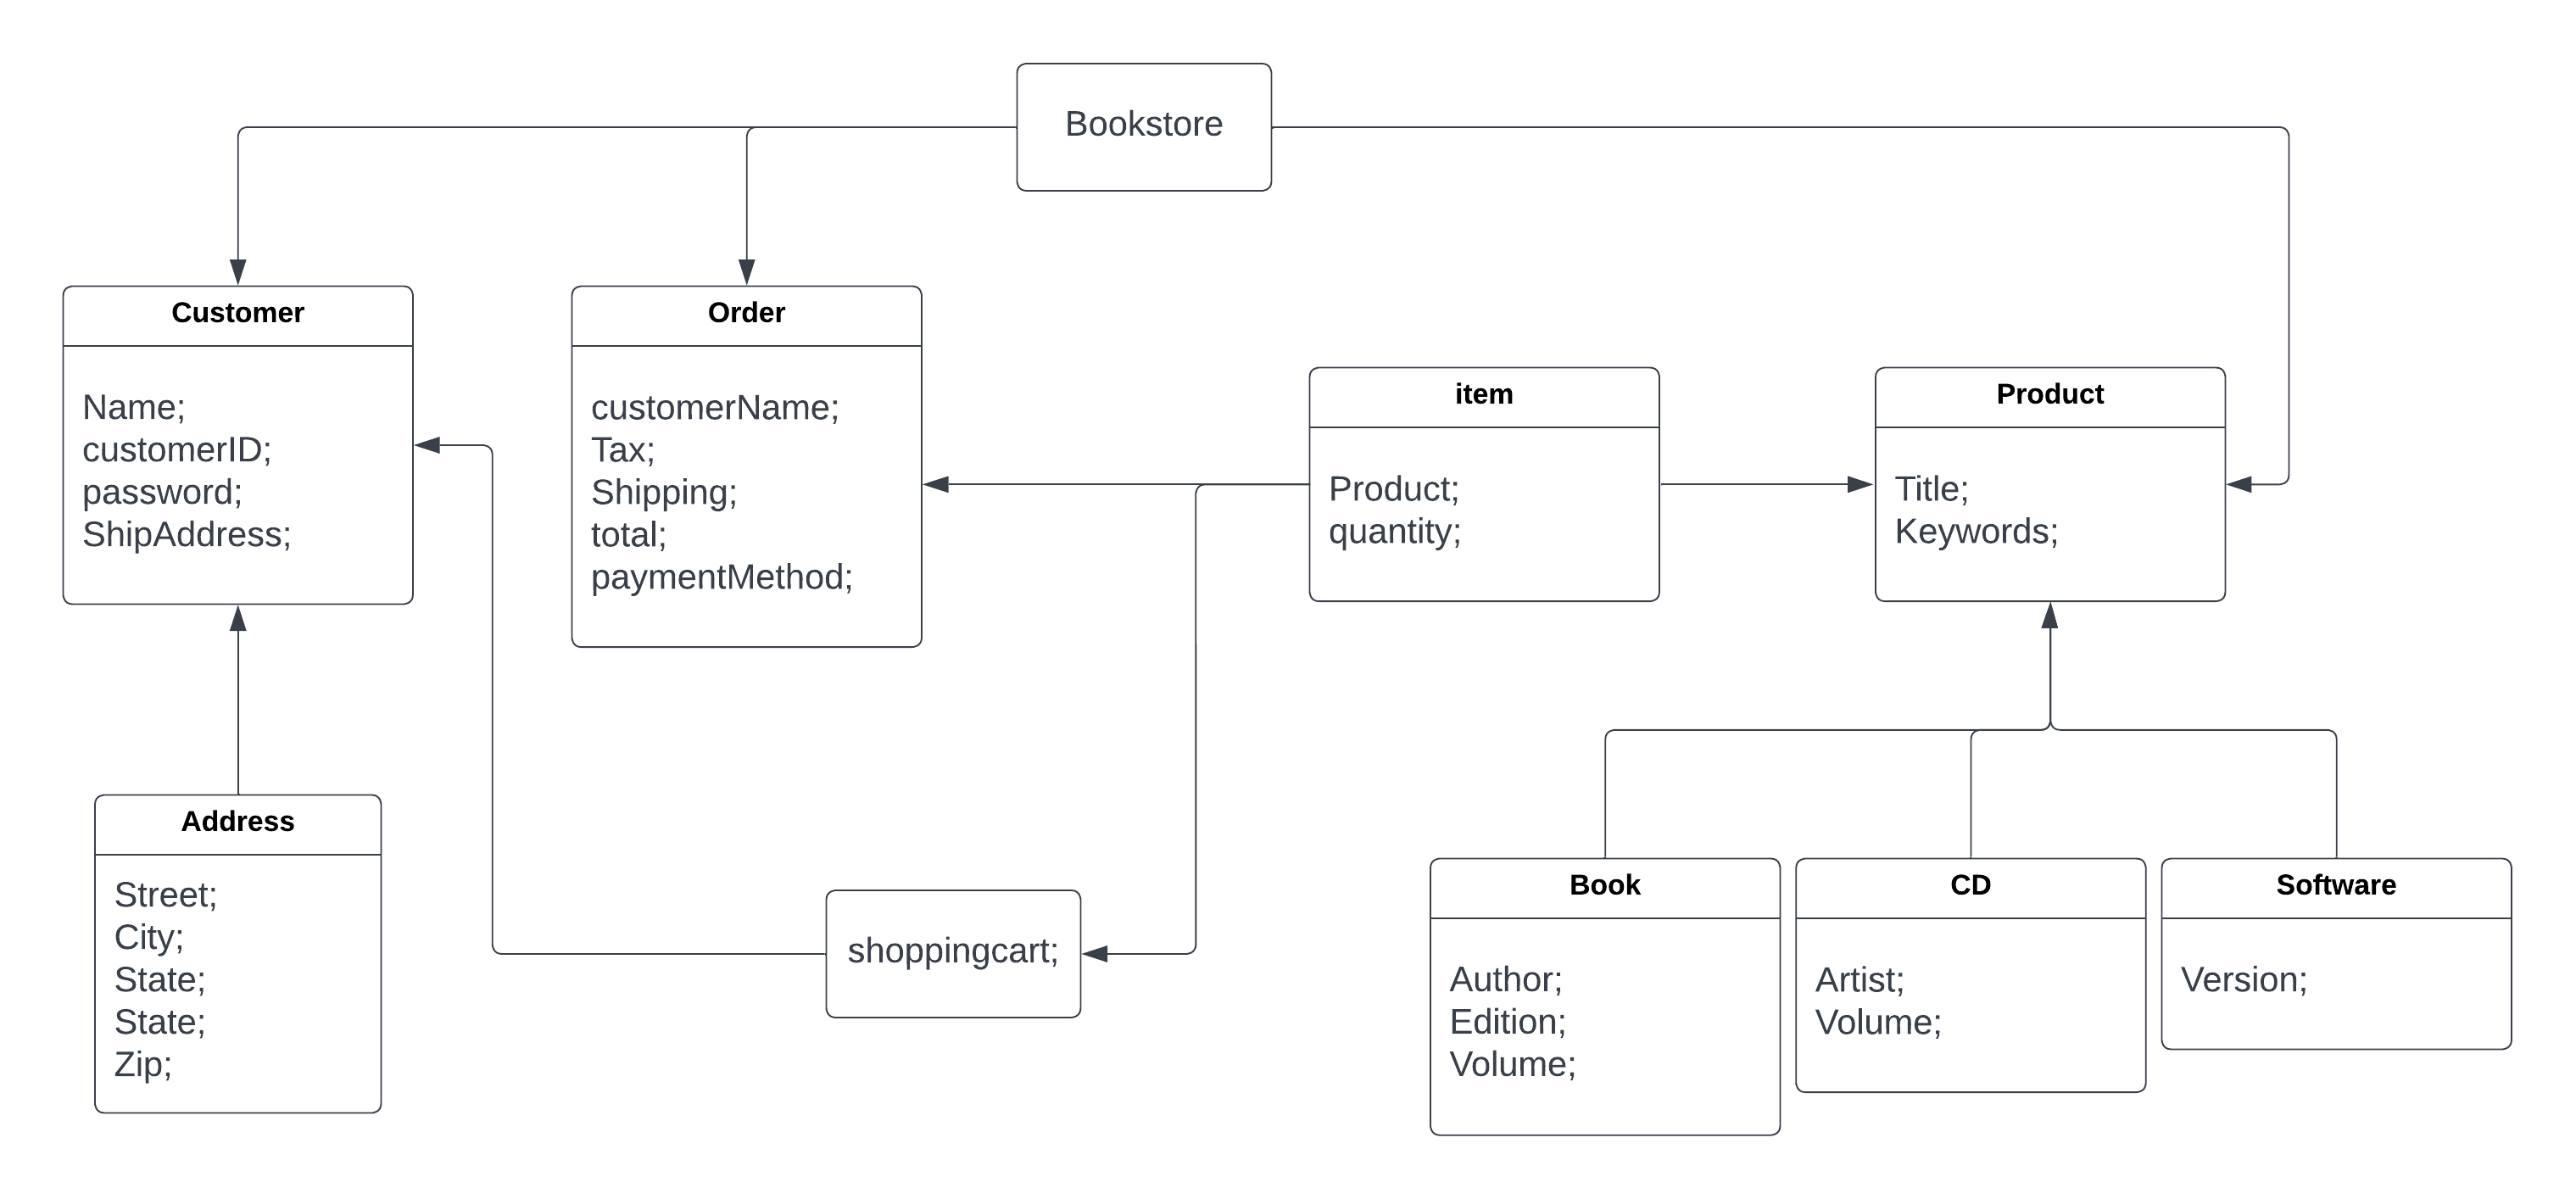 Bookstore
Customer
Name;
customerID;
password;
ShipAddress;
Order
customerName;
Tax;
Shipping;
total;
paymentMethod;
item
Product;
quantity;
Product
Title;
Keywords;
Address
Street;
City;
State;
State;
Zip;
shoppingcart;
Book
Author;
Edition;
Volume;
CD
Artist;
Volume;
Software
Version;